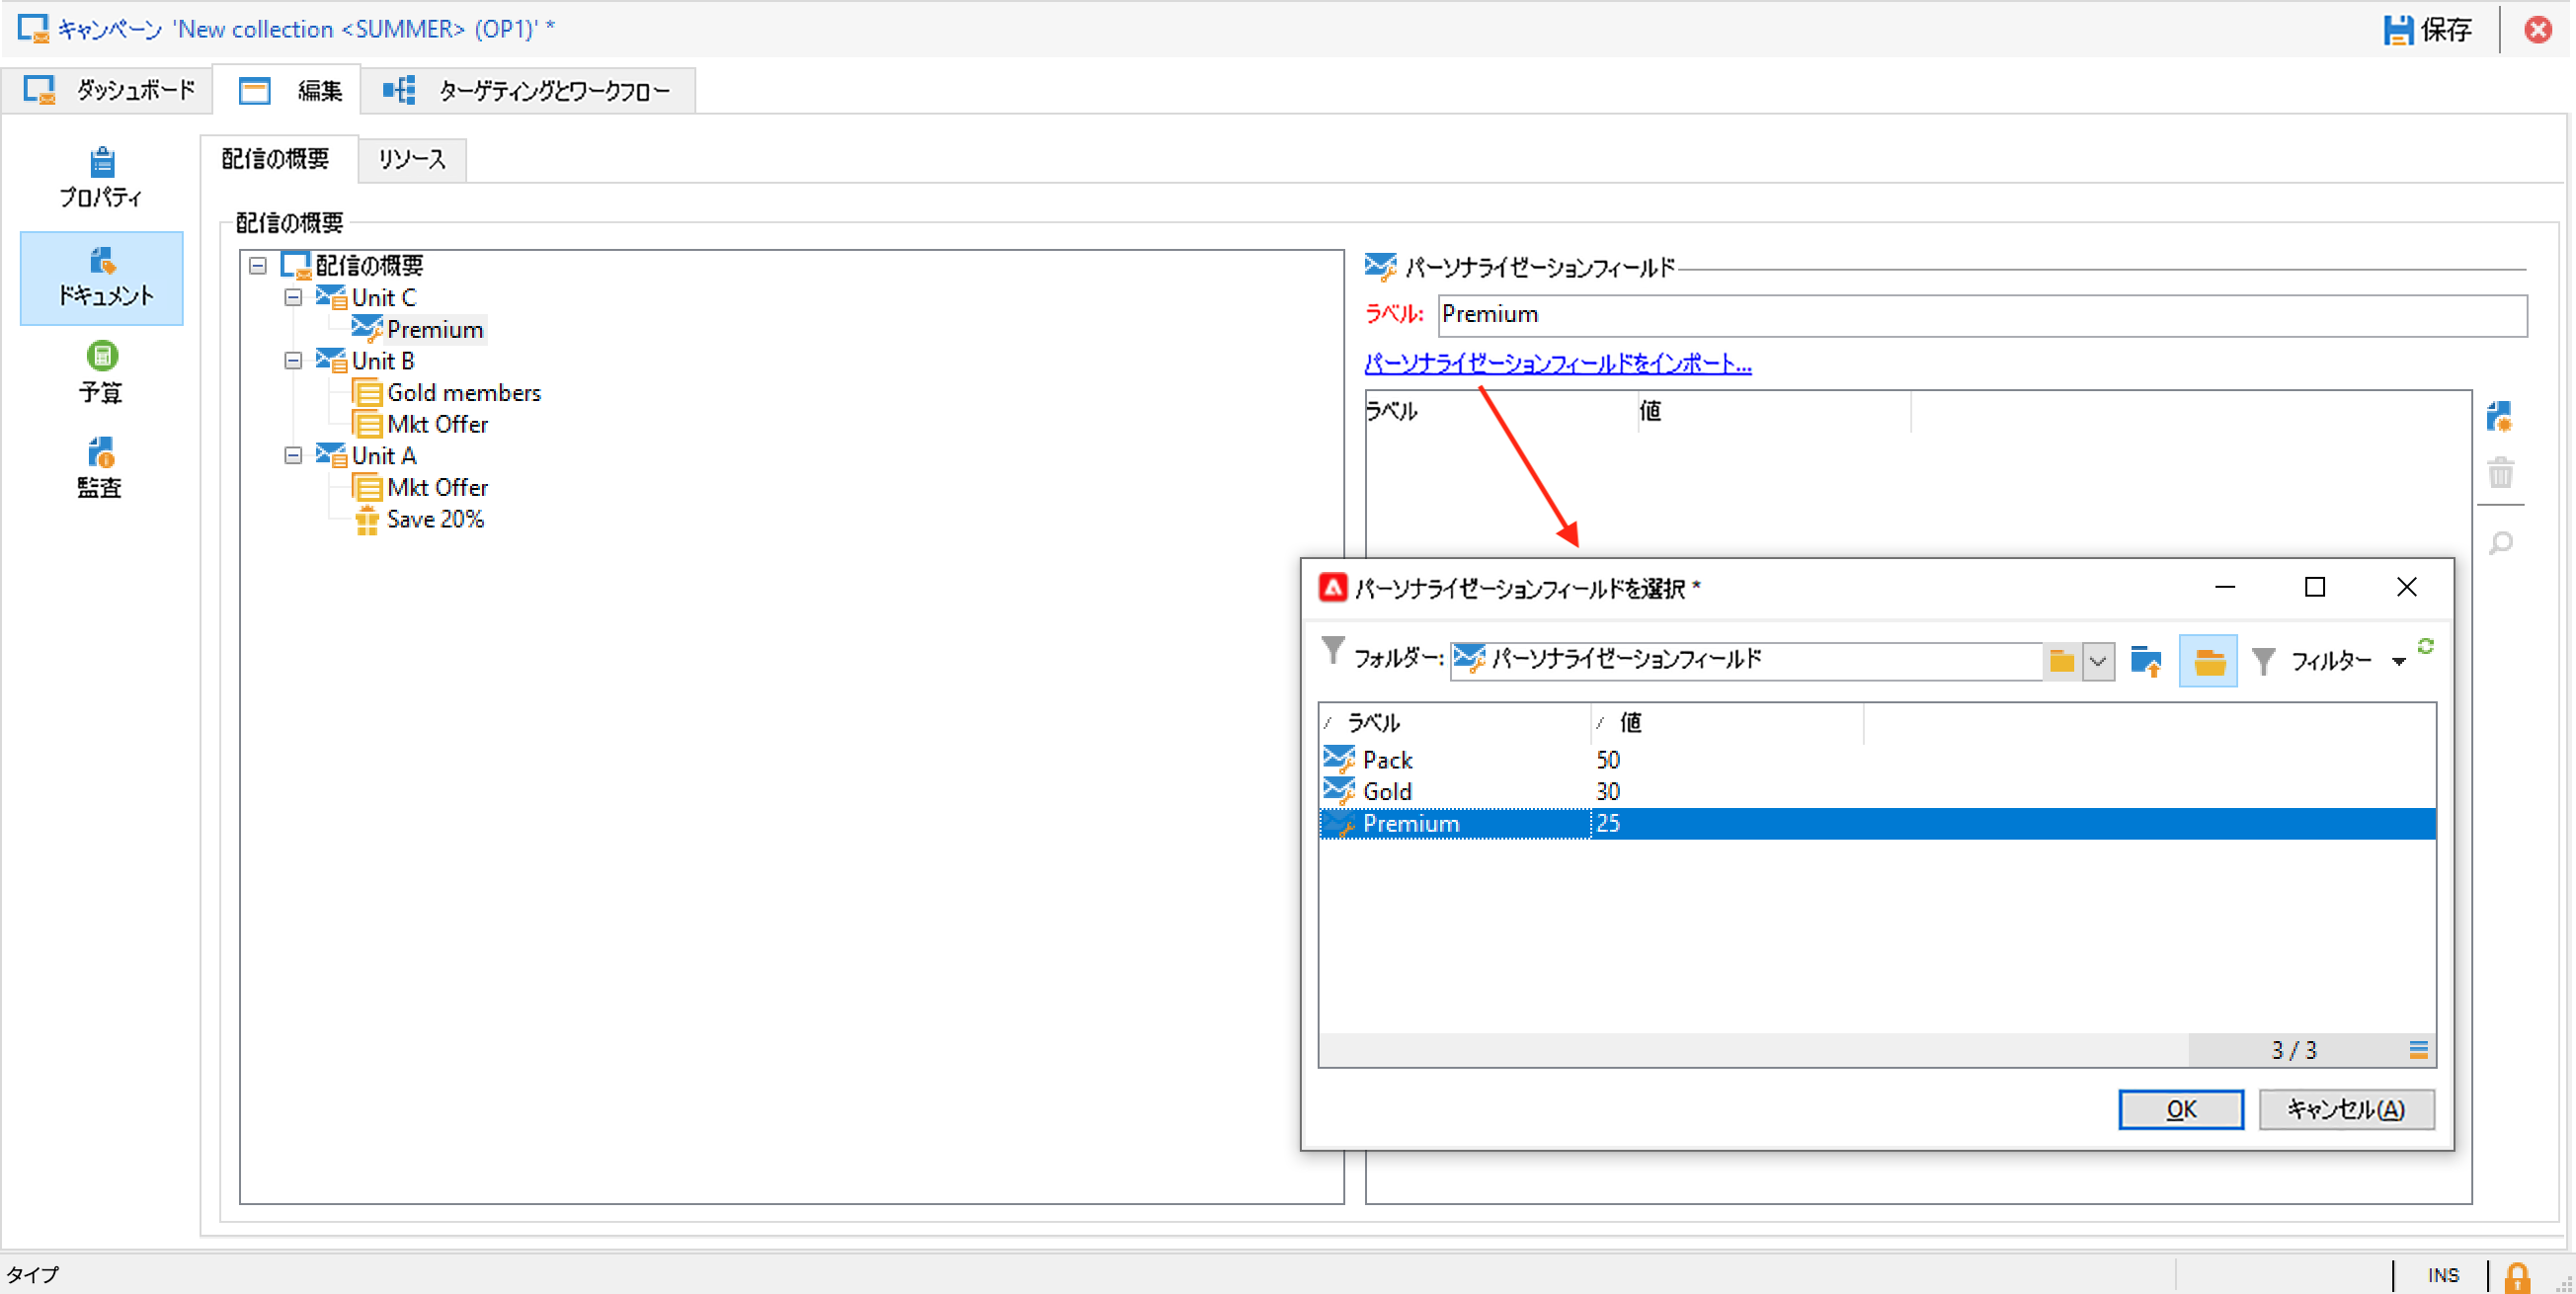 キャンペーン 'New collection <SUMMER> (OP1)' *
保存
ダッシュボード
編集
ターゲティングとワークフロー
プロパティ
ドキュメント
予算
監査
配信の概要
リソース
配信の概要
配信の概要
Unit C
Premium
Unit B
Gold members
Mkt Offer
Unit A
Mkt Offer
Save 20%
パーソナライゼーションフィールド
ラベル: Premium
パーソナライゼーションフィールドをインポート...
ラベル 値
パーソナライゼーションフィールドを選択 *
フォルダー: パーソナライゼーションフィールド フィルター
ラベル 値
Pack 50
Gold 30
Premium 25
3 / 3
OK キャンセル(A)
タイプ INS